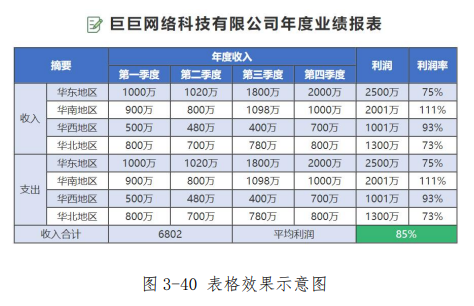 巨巨网络科技有限公司年度业绩报表
摘要 年度收入 利润 利润率
第一季度 第二季度 第三季度 第四季度
收入 华东地区 1000万 1020万 1800万 2000万 2500万 75%
华南地区 900万 800万 1098万 1000万 2001万 111%
华西地区 500万 480万 400万 700万 1001万 93%
华北地区 800万 700万 780万 800万 1300万 73%
支出 华东地区 1000万 1020万 1800万 2000万 2500万 75%
华南地区 900万 800万 1098万 1000万 2001万 111%
华西地区 500万 480万 400万 700万 1001万 93%
华北地区 800万 700万 780万 800万 1300万 73%
收入合计 6802 平均利润 85%
图 3-40 表格效果示意图